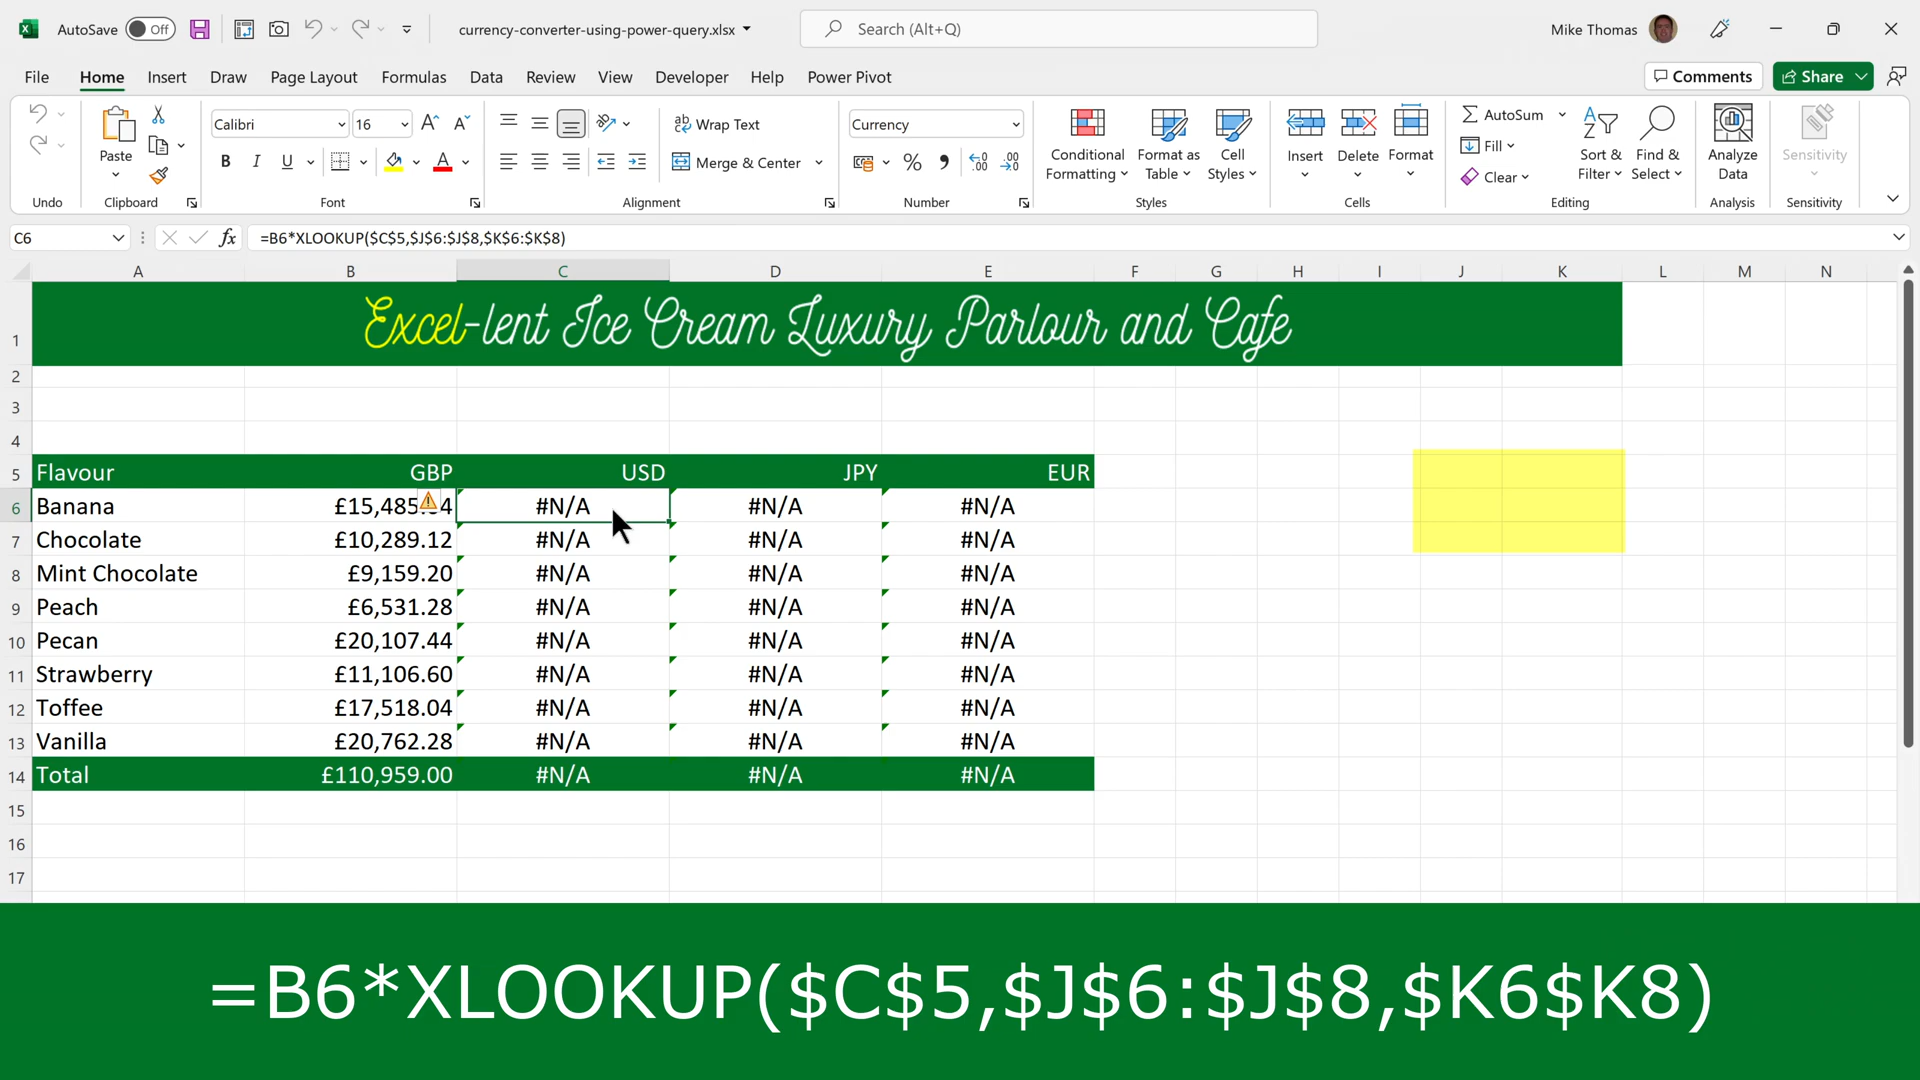 AutoSave Off currency-converter-using-power-query.xlsx Search (Alt+Q) Mike Thomas
File Home Insert Draw Page Layout Formulas Data Review View Developer Help Power Pivot Comments Share
Calibri 16 Wrap Text Currency AutoSum
Paste B I U Merge & Center % Conditional Formatting Format as Table Cell Styles Insert Delete Format Fill Sort & Filter Find & Select Analyze Data Sensitivity
Clear
Undo Clipboard Font Alignment Number Styles Cells Editing Analysis Sensitivity
C6 fx =B6*XLOOKUP($C$5,$J$6:$J$8,$K$6:$K$8)
A B C D E F G H I J K L M N
1 Excel-lent Ice Cream Luxury Parlour and Cafe
2
3
4
5 Flavour GBP USD JPY EUR
6 Banana £15,485. 4 #N/A #N/A #N/A
7 Chocolate £10,289.12 #N/A #N/A #N/A
8 Mint Chocolate £9,159.20 #N/A #N/A #N/A
9 Peach £6,531.28 #N/A #N/A #N/A
10 Pecan £20,107.44 #N/A #N/A #N/A
11 Strawberry £11,106.60 #N/A #N/A #N/A
12 Toffee £17,518.04 #N/A #N/A #N/A
13 Vanilla £20,762.28 #N/A #N/A #N/A
14 Total £110,959.00 #N/A #N/A #N/A
15
16
17
=B6*XLOOKUP($C$5,$J$6:$J$8,$K6$K8)